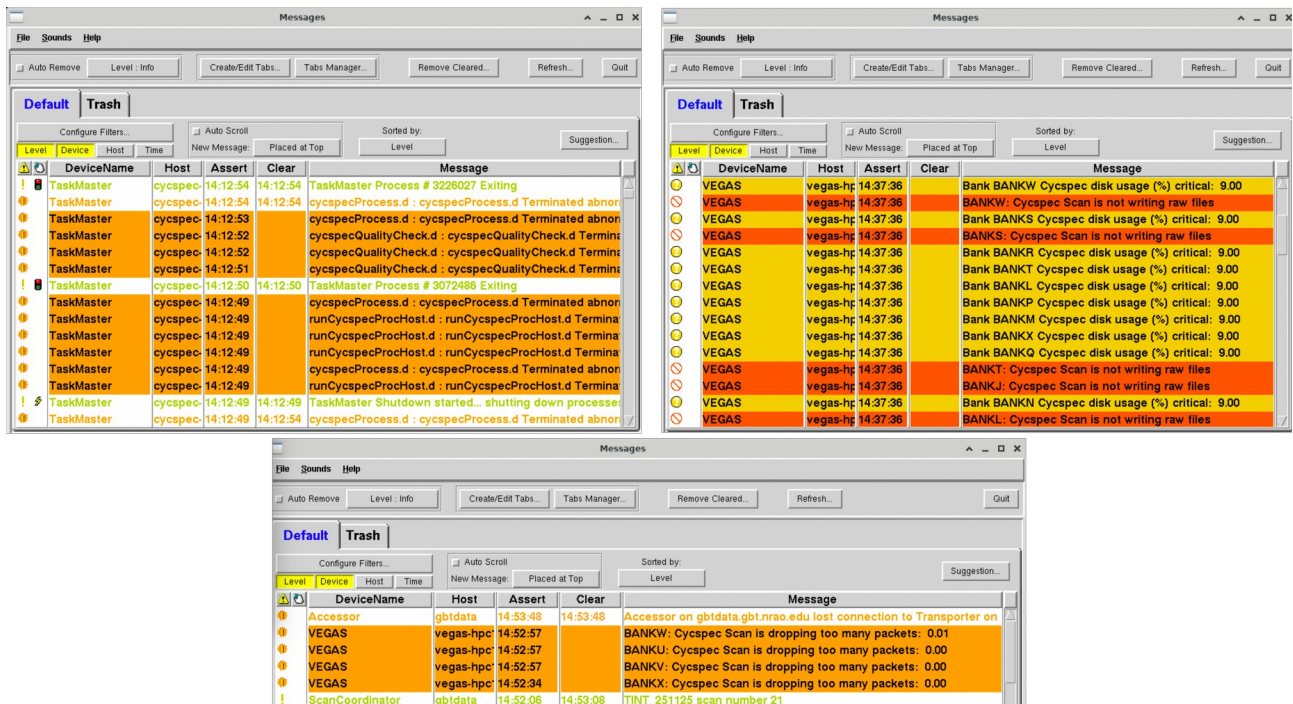 Messages
File Sounds Help
Auto Remove Level : Info Create/Edit Tabs... Tabs Manager... Remove Cleared... Refresh... Quit
Default Trash
Configure Filters... Auto Scroll Sorted by:
Level Device Host Time New Message: Placed at Top Level Suggestion...
DeviceName Host Assert Clear Message
TaskMaster cycspec- 14:12:54 14:12:54 TaskMaster Process # 3226027 Exiting
TaskMaster cycspec- 14:12:54 14:12:54 cycspecProcess.d : cycspecProcess.d Terminated abnor
TaskMaster cycspec- 14:12:53 cycspecProcess.d : cycspecProcess.d Terminated abnor
TaskMaster cycspec- 14:12:52 cycspecQualityCheck.d : cycspecQualityCheck.d Termina
TaskMaster cycspec- 14:12:52 cycspecQualityCheck.d : cycspecQualityCheck.d Termina
TaskMaster cycspec- 14:12:51 cycspecQualityCheck.d : cycspecQualityCheck.d Termina
TaskMaster cycspec- 14:12:50 14:12:50 TaskMaster Process # 3072486 Exiting
TaskMaster cycspec- 14:12:49 cycspecProcess.d : cycspecProcess.d Terminated abnor
TaskMaster cycspec- 14:12:49 runCycspecProcHost.d : runCycspecProcHost.d Termina
TaskMaster cycspec- 14:12:49 runCycspecProcHost.d : runCycspecProcHost.d Termina
TaskMaster cycspec- 14:12:49 runCycspecProcHost.d : runCycspecProcHost.d Termina
TaskMaster cycspec- 14:12:49 cycspecProcess.d : cycspecProcess.d Terminated abnor
TaskMaster cycspec- 14:12:49 runCycspecProcHost.d : runCycspecProcHost.d Termina
TaskMaster cycspec- 14:12:49 14:12:49 TaskMaster Shutdown started... shutting down processes
TaskMaster cycspec- 14:12:49 14:12:54 cycspecProcess.d : cycspecProcess.d Terminated abnor
Messages
File Sounds Help
Auto Remove Level : Info Create/Edit Tabs... Tabs Manager... Remove Cleared... Refresh... Quit
Default Trash
Configure Filters... Auto Scroll Sorted by:
Level Device Host Time New Message: Placed at Top Level Suggestion...
DeviceName Host Assert Clear Message
VEGAS vegas-hp 14:37:36 Bank BANKW Cycspec disk usage (%) critical: 9.00
VEGAS vegas-hp 14:37:36 BANKW: Cycspec Scan is not writing raw files
VEGAS vegas-hp 14:37:36 Bank BANKS Cycspec disk usage (%) critical: 9.00
VEGAS vegas-hp 14:37:36 BANKS: Cycspec Scan is not writing raw files
VEGAS vegas-hp 14:37:36 Bank BANKR Cycspec disk usage (%) critical: 9.00
VEGAS vegas-hp 14:37:36 Bank BANKT Cycspec disk usage (%) critical: 9.00
VEGAS vegas-hp 14:37:36 Bank BANKL Cycspec disk usage (%) critical: 9.00
VEGAS vegas-hp 14:37:36 Bank BANKP Cycspec disk usage (%) critical: 9.00
VEGAS vegas-hp 14:37:36 Bank BANKM Cycspec disk usage (%) critical: 9.00
VEGAS vegas-hp 14:37:36 Bank BANKX Cycspec disk usage (%) critical: 9.00
VEGAS vegas-hp 14:37:36 Bank BANKQ Cycspec disk usage (%) critical: 9.00
VEGAS vegas-hp 14:37:36 BANKT: Cycspec Scan is not writing raw files
VEGAS vegas-hp 14:37:36 BANKJ: Cycspec Scan is not writing raw files
VEGAS vegas-hp 14:37:36 Bank BANKN Cycspec disk usage (%) critical: 9.00
VEGAS vegas-hp 14:37:36 BANKL: Cycspec Scan is not writing raw files
Messages
File Sounds Help
Auto Remove Level : Info Create/Edit Tabs... Tabs Manager... Remove Cleared... Refresh... Quit
Default Trash
Configure Filters... Auto Scroll Sorted by:
Level Device Host Time New Message: Placed at Top Level Suggestion...
DeviceName Host Assert Clear Message
Accessor gbtdata 14:53:48 14:53:48 Accessor on gbtdata.gbt.nrao.edu lost connection to Transporter on
VEGAS vegas-hpc 14:52:57 BANKW: Cycspec Scan is dropping too many packets: 0.01
VEGAS vegas-hpc 14:52:57 BANKU: Cycspec Scan is dropping too many packets: 0.00
VEGAS vegas-hpc 14:52:57 BANKV: Cycspec Scan is dropping too many packets: 0.00
VEGAS vegas-hpc 14:52:34 BANKX: Cycspec Scan is dropping too many packets: 0.00
ScanCoordinator gbtdata 14:52:06 14:53:08 TINT_251125 scan number 21